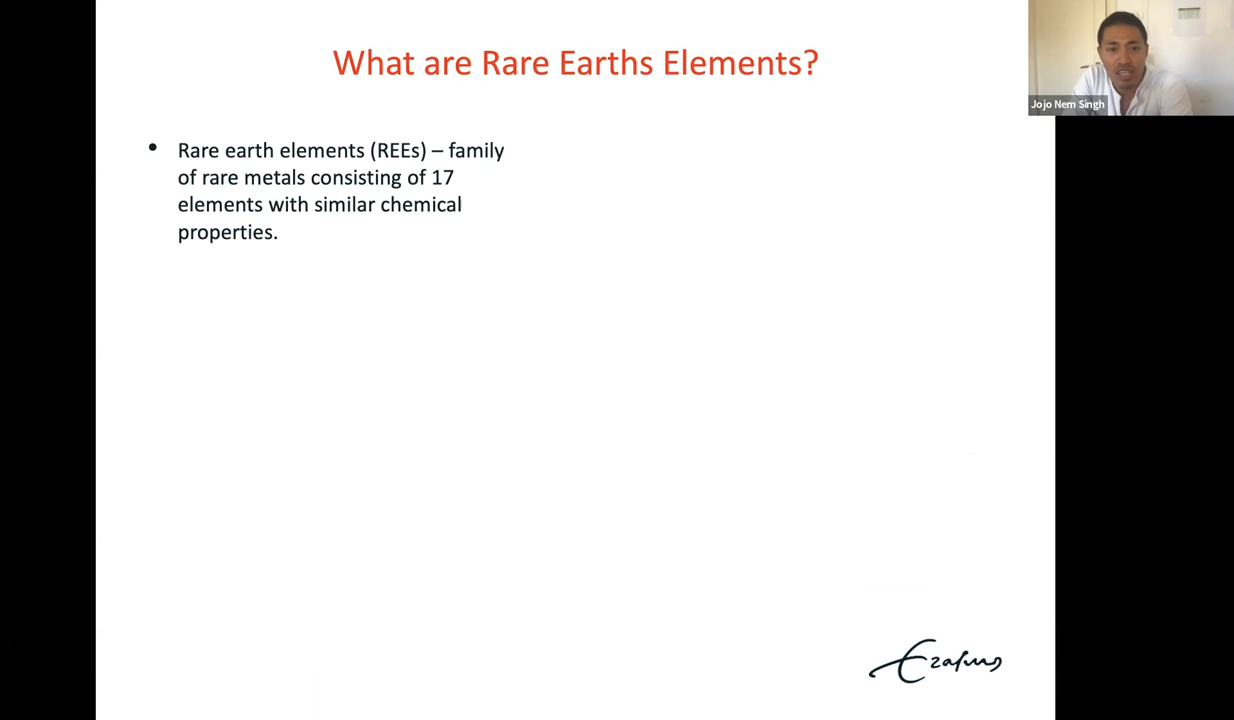 What are Rare Earths Elements?
Jojo Nem Singh
• Rare earth elements (REEs) – family
of rare metals consisting of 17
elements with similar chemical
properties.
Erasmus